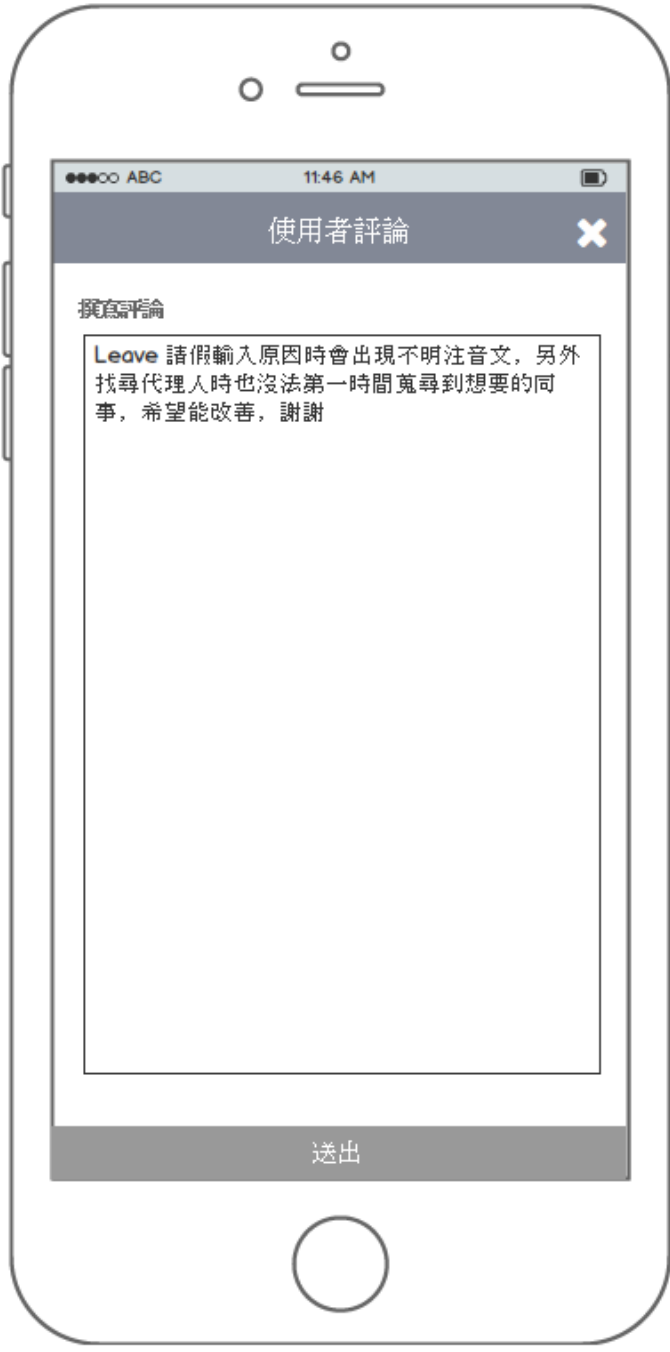 ABC 11:46 AM
使用者評論
撰寫評論
Leave 請假輸入原因時會出現不明注音文，另外
找尋代理人時也沒法第一時間蒐尋到想要的同
事，希望能改善，謝謝
送出